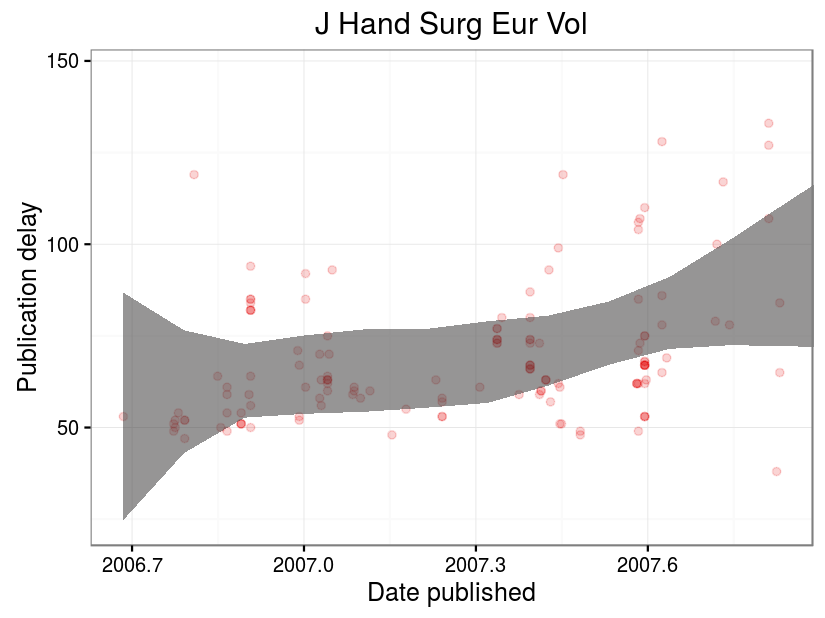 J Hand Surg Eur Vol
150
100
50
Publication delay
2006.7
2007.0
2007.3
2007.6
Date published